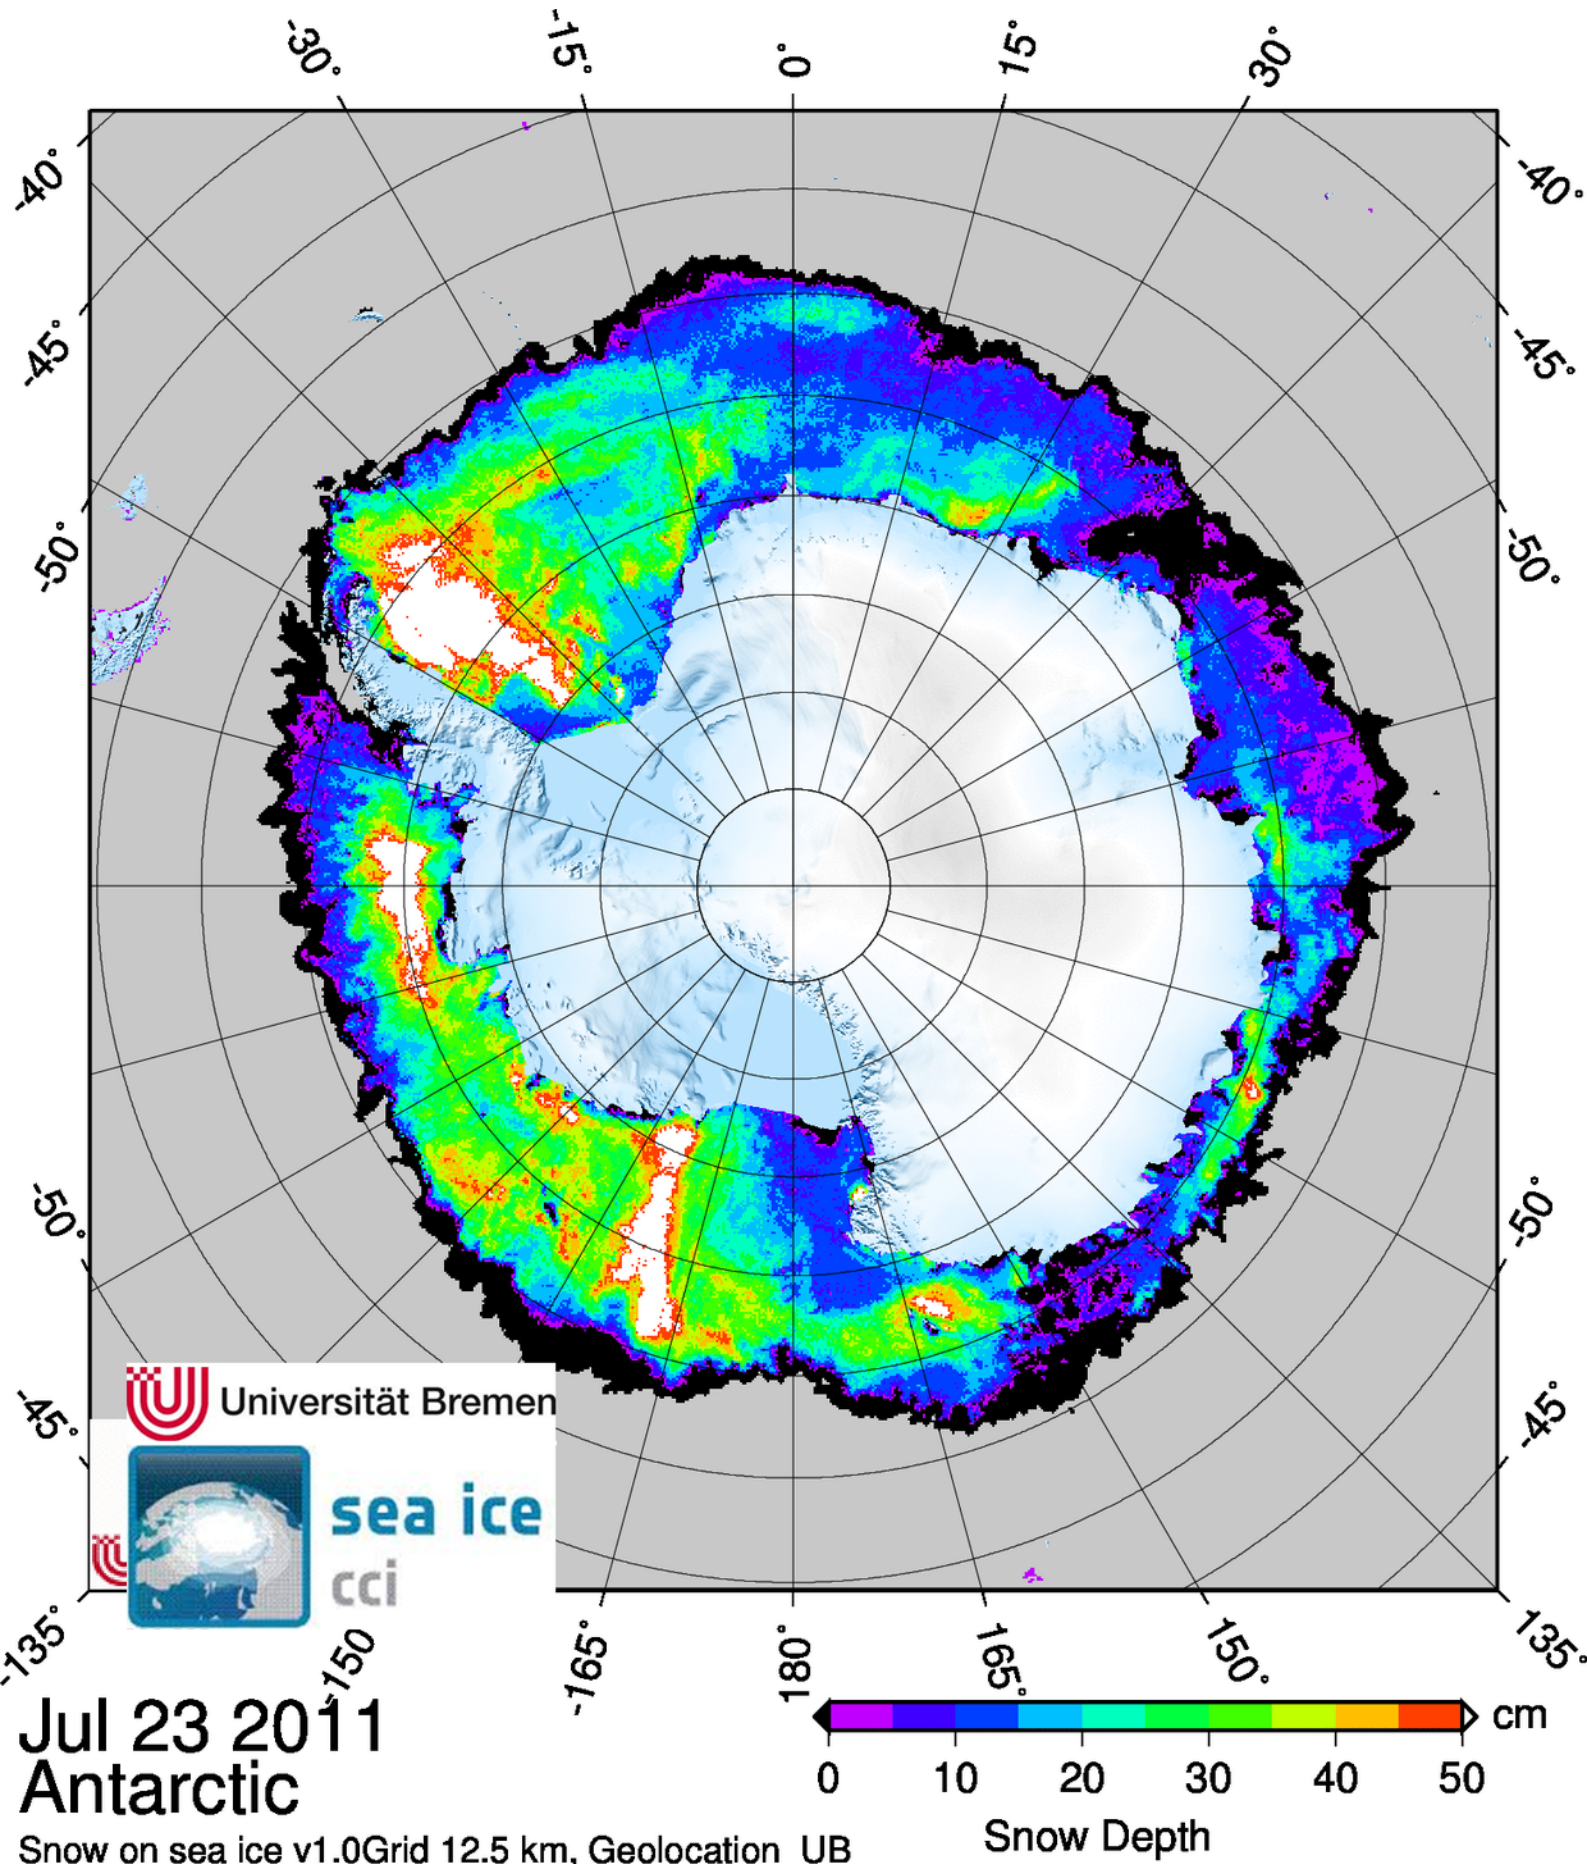 -30°
-15°
0°
15°
30°
-40°
-40°
-45°
-45°
-50°
-50°
-50°
-50°
-45°
-45°
Universität Bremen
sea ice
cci
-135°
-150
-165°
180°
165°
150°
135°
Jul 23 2011
Antarctic
Snow on sea ice v1.0Grid 12.5 km, Geolocation UB
cm
0 10 20 30 40 50
Snow Depth